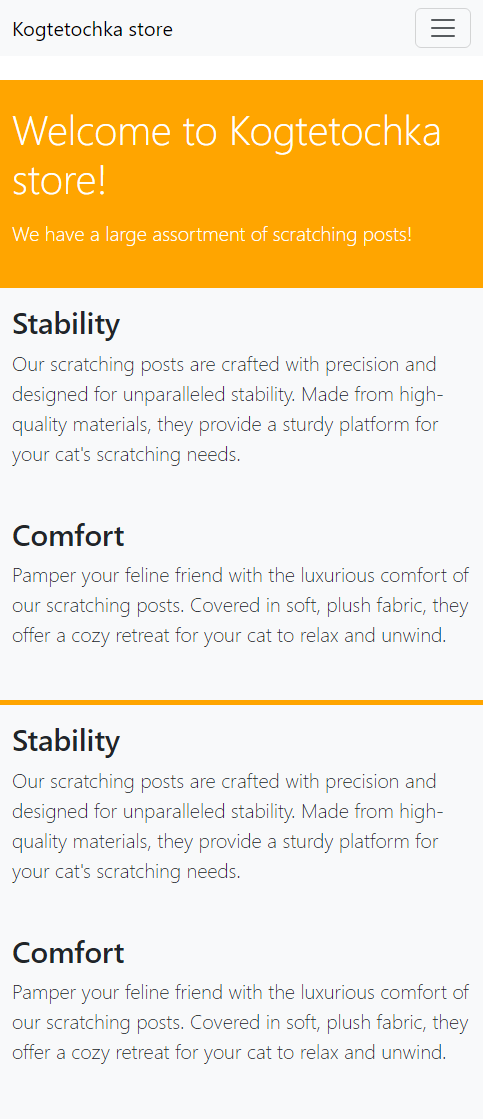 Kogtetochka store
Welcome to Kogtetochka
store!
We have a large assortment of scratching posts!
Stability
Our scratching posts are crafted with precision and
designed for unparalleled stability. Made from high-
quality materials, they provide a sturdy platform for
your cat's scratching needs.
Comfort
Pamper your feline friend with the luxurious comfort of
our scratching posts. Covered in soft, plush fabric, they
offer a cozy retreat for your cat to relax and unwind.
Stability
Our scratching posts are crafted with precision and
designed for unparalleled stability. Made from high-
quality materials, they provide a sturdy platform for
your cat's scratching needs.
Comfort
Pamper your feline friend with the luxurious comfort of
our scratching posts. Covered in soft, plush fabric, they
offer a cozy retreat for your cat to relax and unwind.